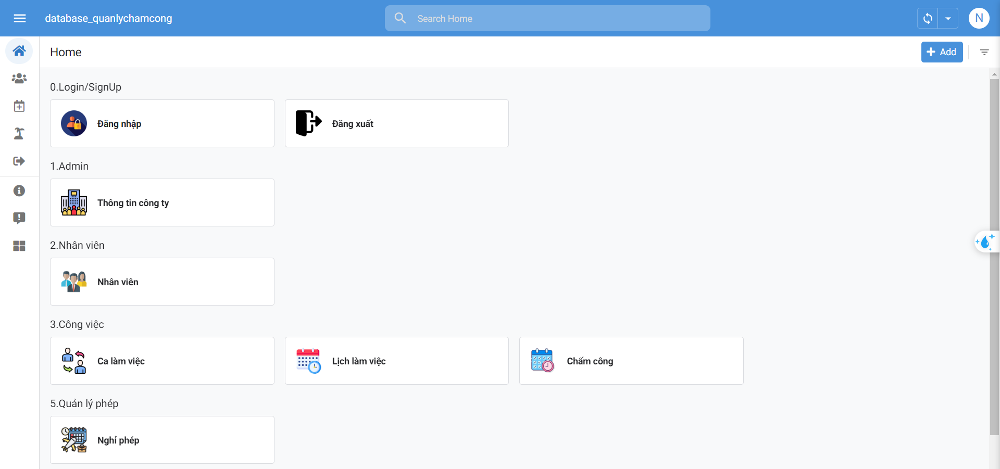 database_quanlychamcong
Search Home
N
Home
Add
0.Login/SignUp
Đăng nhập
Đăng xuất
1.Admin
Thông tin công ty
2.Nhân viên
Nhân viên
3.Công việc
Ca làm việc
Lịch làm việc
Chấm công
5.Quản lý phép
Nghỉ phép